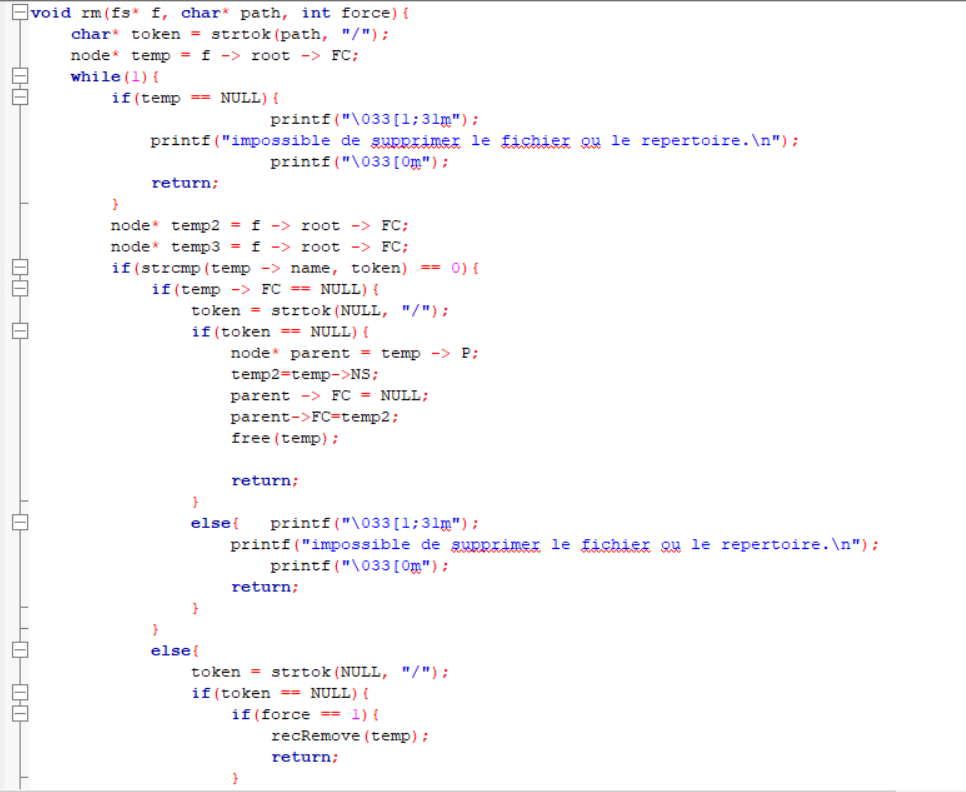 void rm(fs* f, char* path, int force){
char* token = strtok(path, "/");
node* temp = f -> root -> FC;
while(1){
if(temp == NULL){
printf("\033[1;31m");
printf("impossible de supprimer le fichier ou le repertoire.\n");
printf("\033[0m");
return;
}
node* temp2 = f -> root -> FC;
node* temp3 = f -> root -> FC;
if(strcmp(temp -> name, token) == 0){
if(temp -> FC == NULL){
token = strtok(NULL, "/");
if(token == NULL){
node* parent = temp -> P;
temp2=temp->NS;
parent -> FC = NULL;
parent->FC=temp2;
free(temp);
return;
}
else{   printf("\033[1;31m");
printf("impossible de supprimer le fichier ou le repertoire.\n");
printf("\033[0m");
return;
}
}
else{
token = strtok(NULL, "/");
if(token == NULL){
if(force == 1){
recRemove(temp);
return;
}